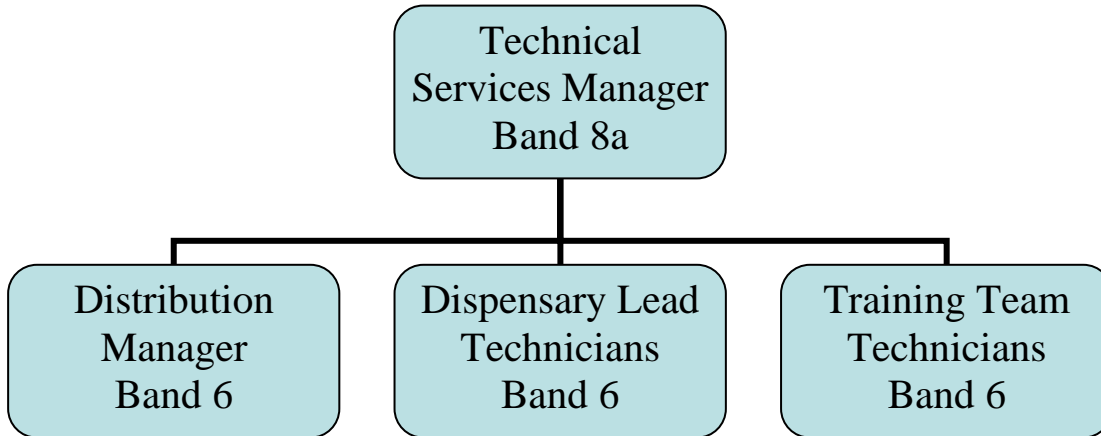 Technical
Services Manager
Band 8a
Distribution
Manager
Band 6
Dispensary Lead
Technicians
Band 6
Training Team
Technicians
Band 6